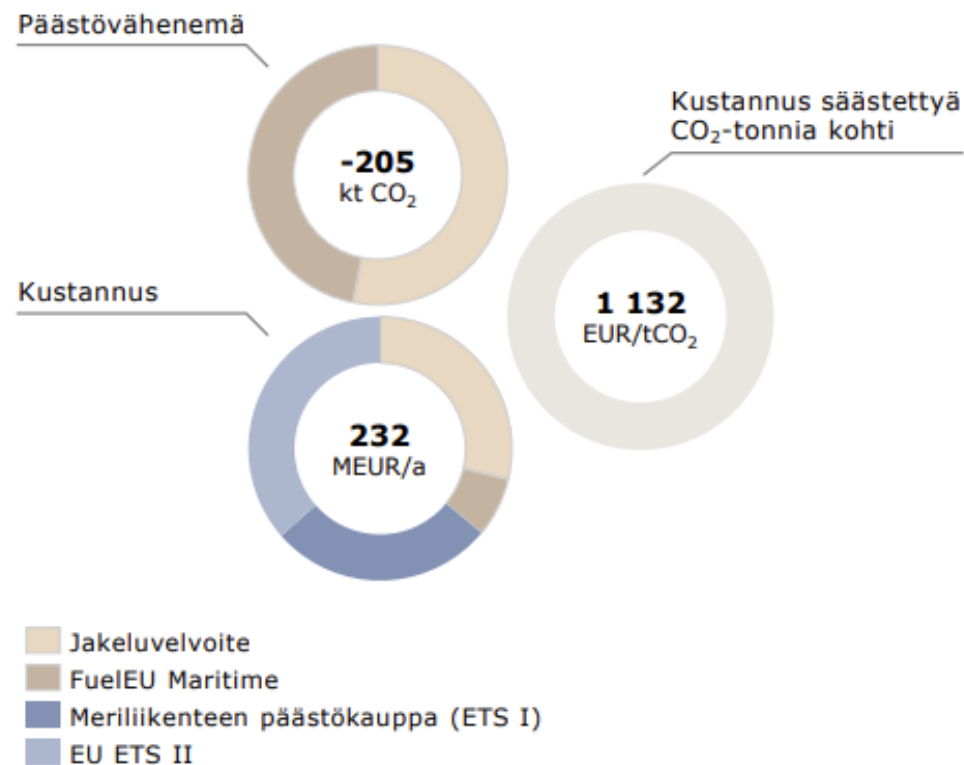 Päästövähenemä
-205
kt CO₂
Kustannus säästettyä
CO₂-tonnia kohti
1 132
EUR/tCO₂
Kustannus
232
MEUR/a
Jakeluvelvoite
FuelEU Maritime
Meriliikenteen päästökauppa (ETS I)
EU ETS II